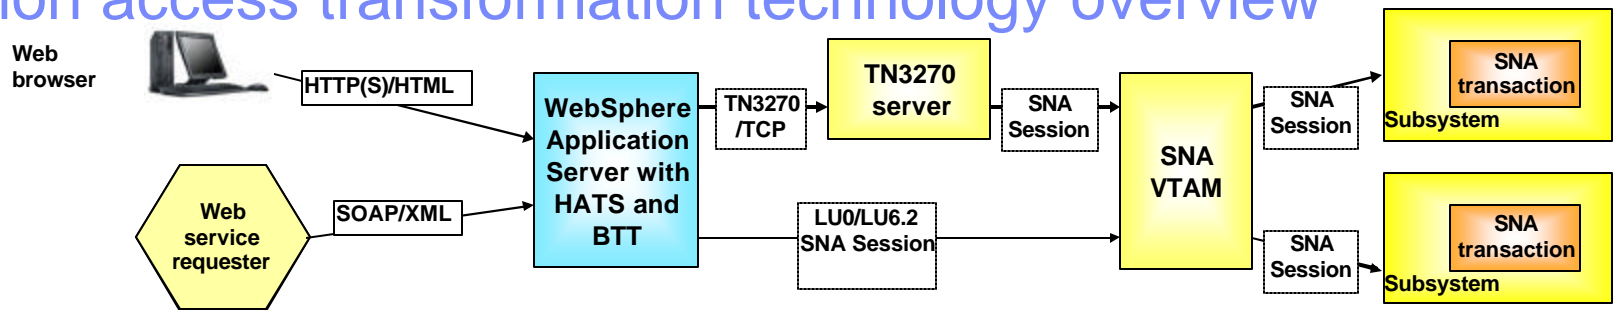 ion access transformation technology overview
Web
browser
HTTP(S)/HTML
Web
service
requester
SOAP/XML
WebSphere
Application
Server with
HATS and
BTT
TN3270
/TCP
TN3270
server
SNA
Session
LU0/LU6.2
SNA Session
SNA
VTAM
SNA
Session
SNA
transaction
Subsystem
SNA
Session
SNA
transaction
Subsystem